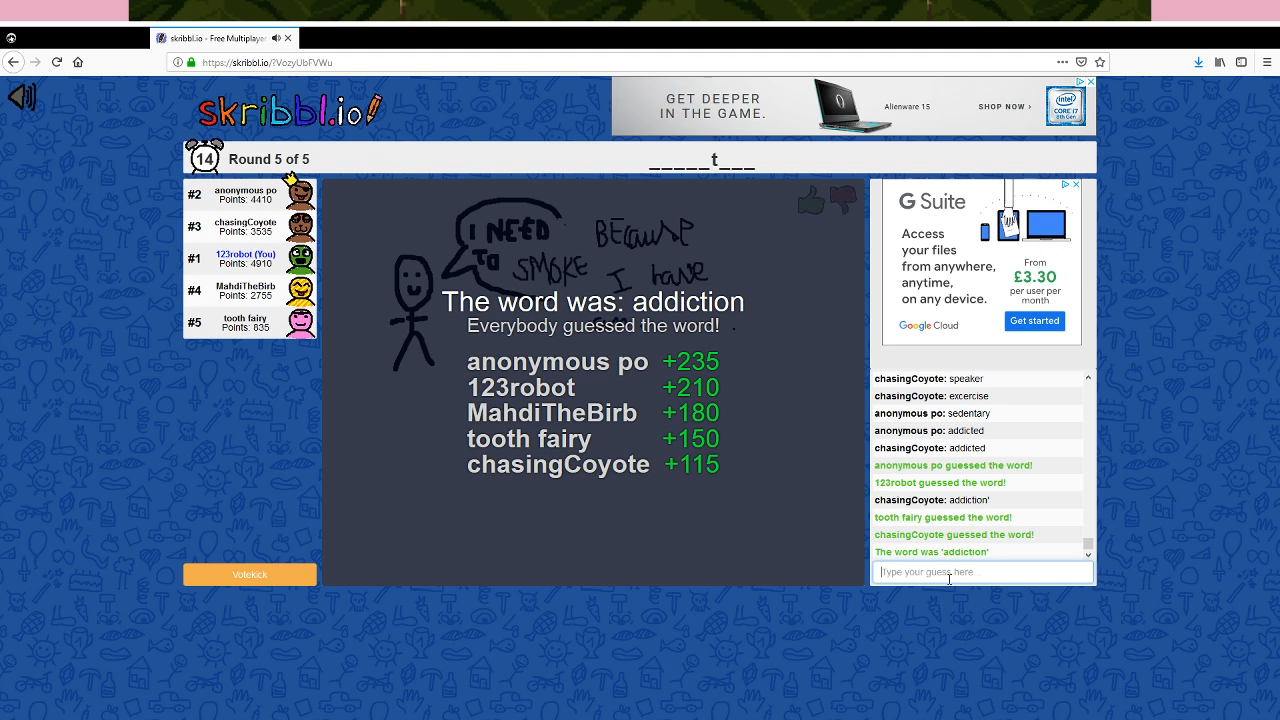 skribbl.io - Free Multiplayer
https://skribbl.io/?VozyUbFVWu
skribbl.io
GET DEEPER
IN THE GAME.
Alienware 15
SHOP NOW ›
intel
CORE i7
8th Gen
14
Round 5 of 5
_____t___
#2
anonymous po
Points: 4410
#3
chasingCoyote
Points: 3535
#1
123robot (You)
Points: 4910
#4
MahdiTheBirb
Points: 2755
#5
tooth fairy
Points: 835
Votekick
I NEED
TO SMOKE
BEcausE
I have
The word was: addiction
Everybody guessed the word!
anonymous po +235
123robot +210
MahdiTheBirb +180
tooth fairy +150
chasingCoyote +115
G Suite
Access
your files
from anywhere,
anytime,
on any device.
From
£3.30
per user per
month
Google Cloud
Get started
chasingCoyote: speaker
chasingCoyote: excercise
anonymous po: sedentary
anonymous po: addicted
chasingCoyote: addicted
anonymous po guessed the word!
123robot guessed the word!
chasingCoyote: addiction'
tooth fairy guessed the word!
chasingCoyote guessed the word!
The word was 'addiction'
Type your guess here...